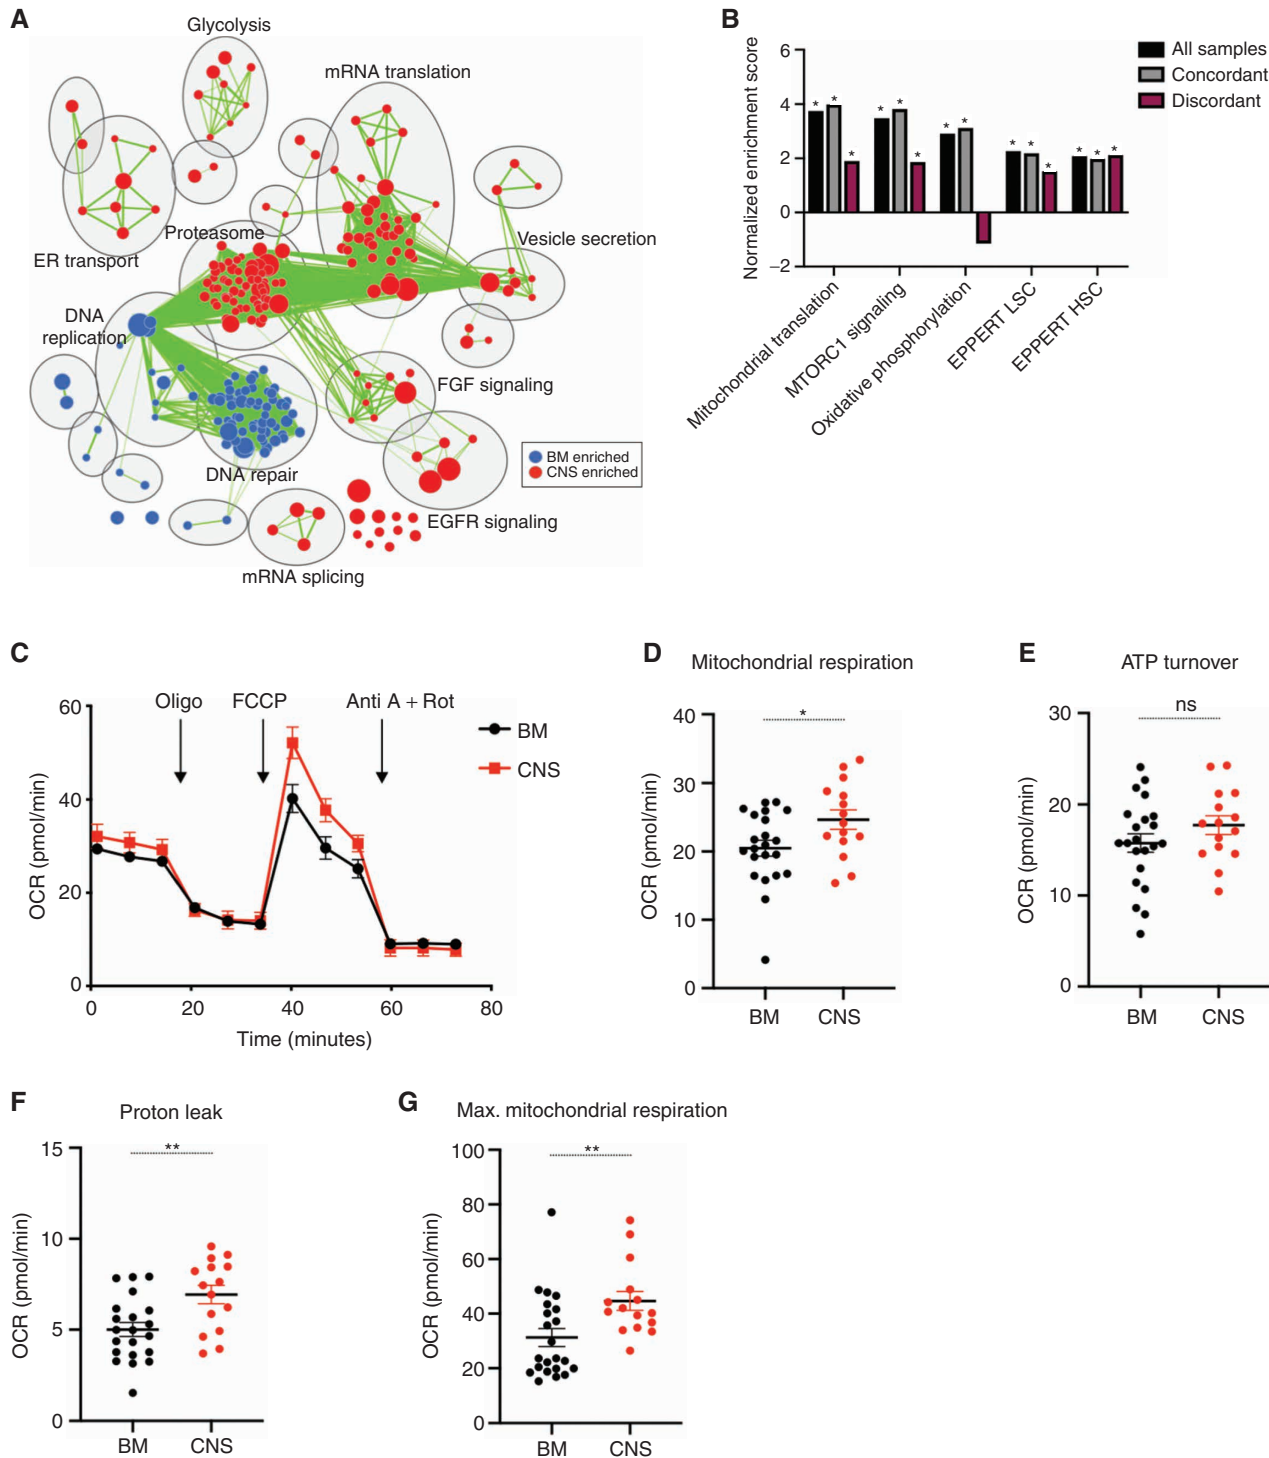 A
Glycolysis
mRNA translation
ER transport
Proteasome
Vesicle secretion
DNA
replication
FGF signaling
DNA repair
BM enriched
CNS enriched
EGFR signaling
mRNA splicing
B
Normalized enrichment score
6
4
2
0
−2
* * *
* * *
* *
* * *
* * *
Mitochondrial translation
MTORC1 signaling
Oxidative phosphorylation
EPPERT LSC
EPPERT HSC
All samples
Concordant
Discordant
C
Oligo
FCCP
Anti A + Rot
BM
CNS
OCR (pmol/min)
60
40
20
0
0 20 40 60 80
Time (minutes)
D
Mitochondrial respiration
*
OCR (pmol/min)
40
30
20
10
0
BM CNS
E
ATP turnover
ns
OCR (pmol/min)
30
20
10
0
BM CNS
F
Proton leak
**
OCR (pmol/min)
15
10
5
0
BM CNS
G
Max. mitochondrial respiration
**
OCR (pmol/min)
100
80
60
40
20
0
BM CNS